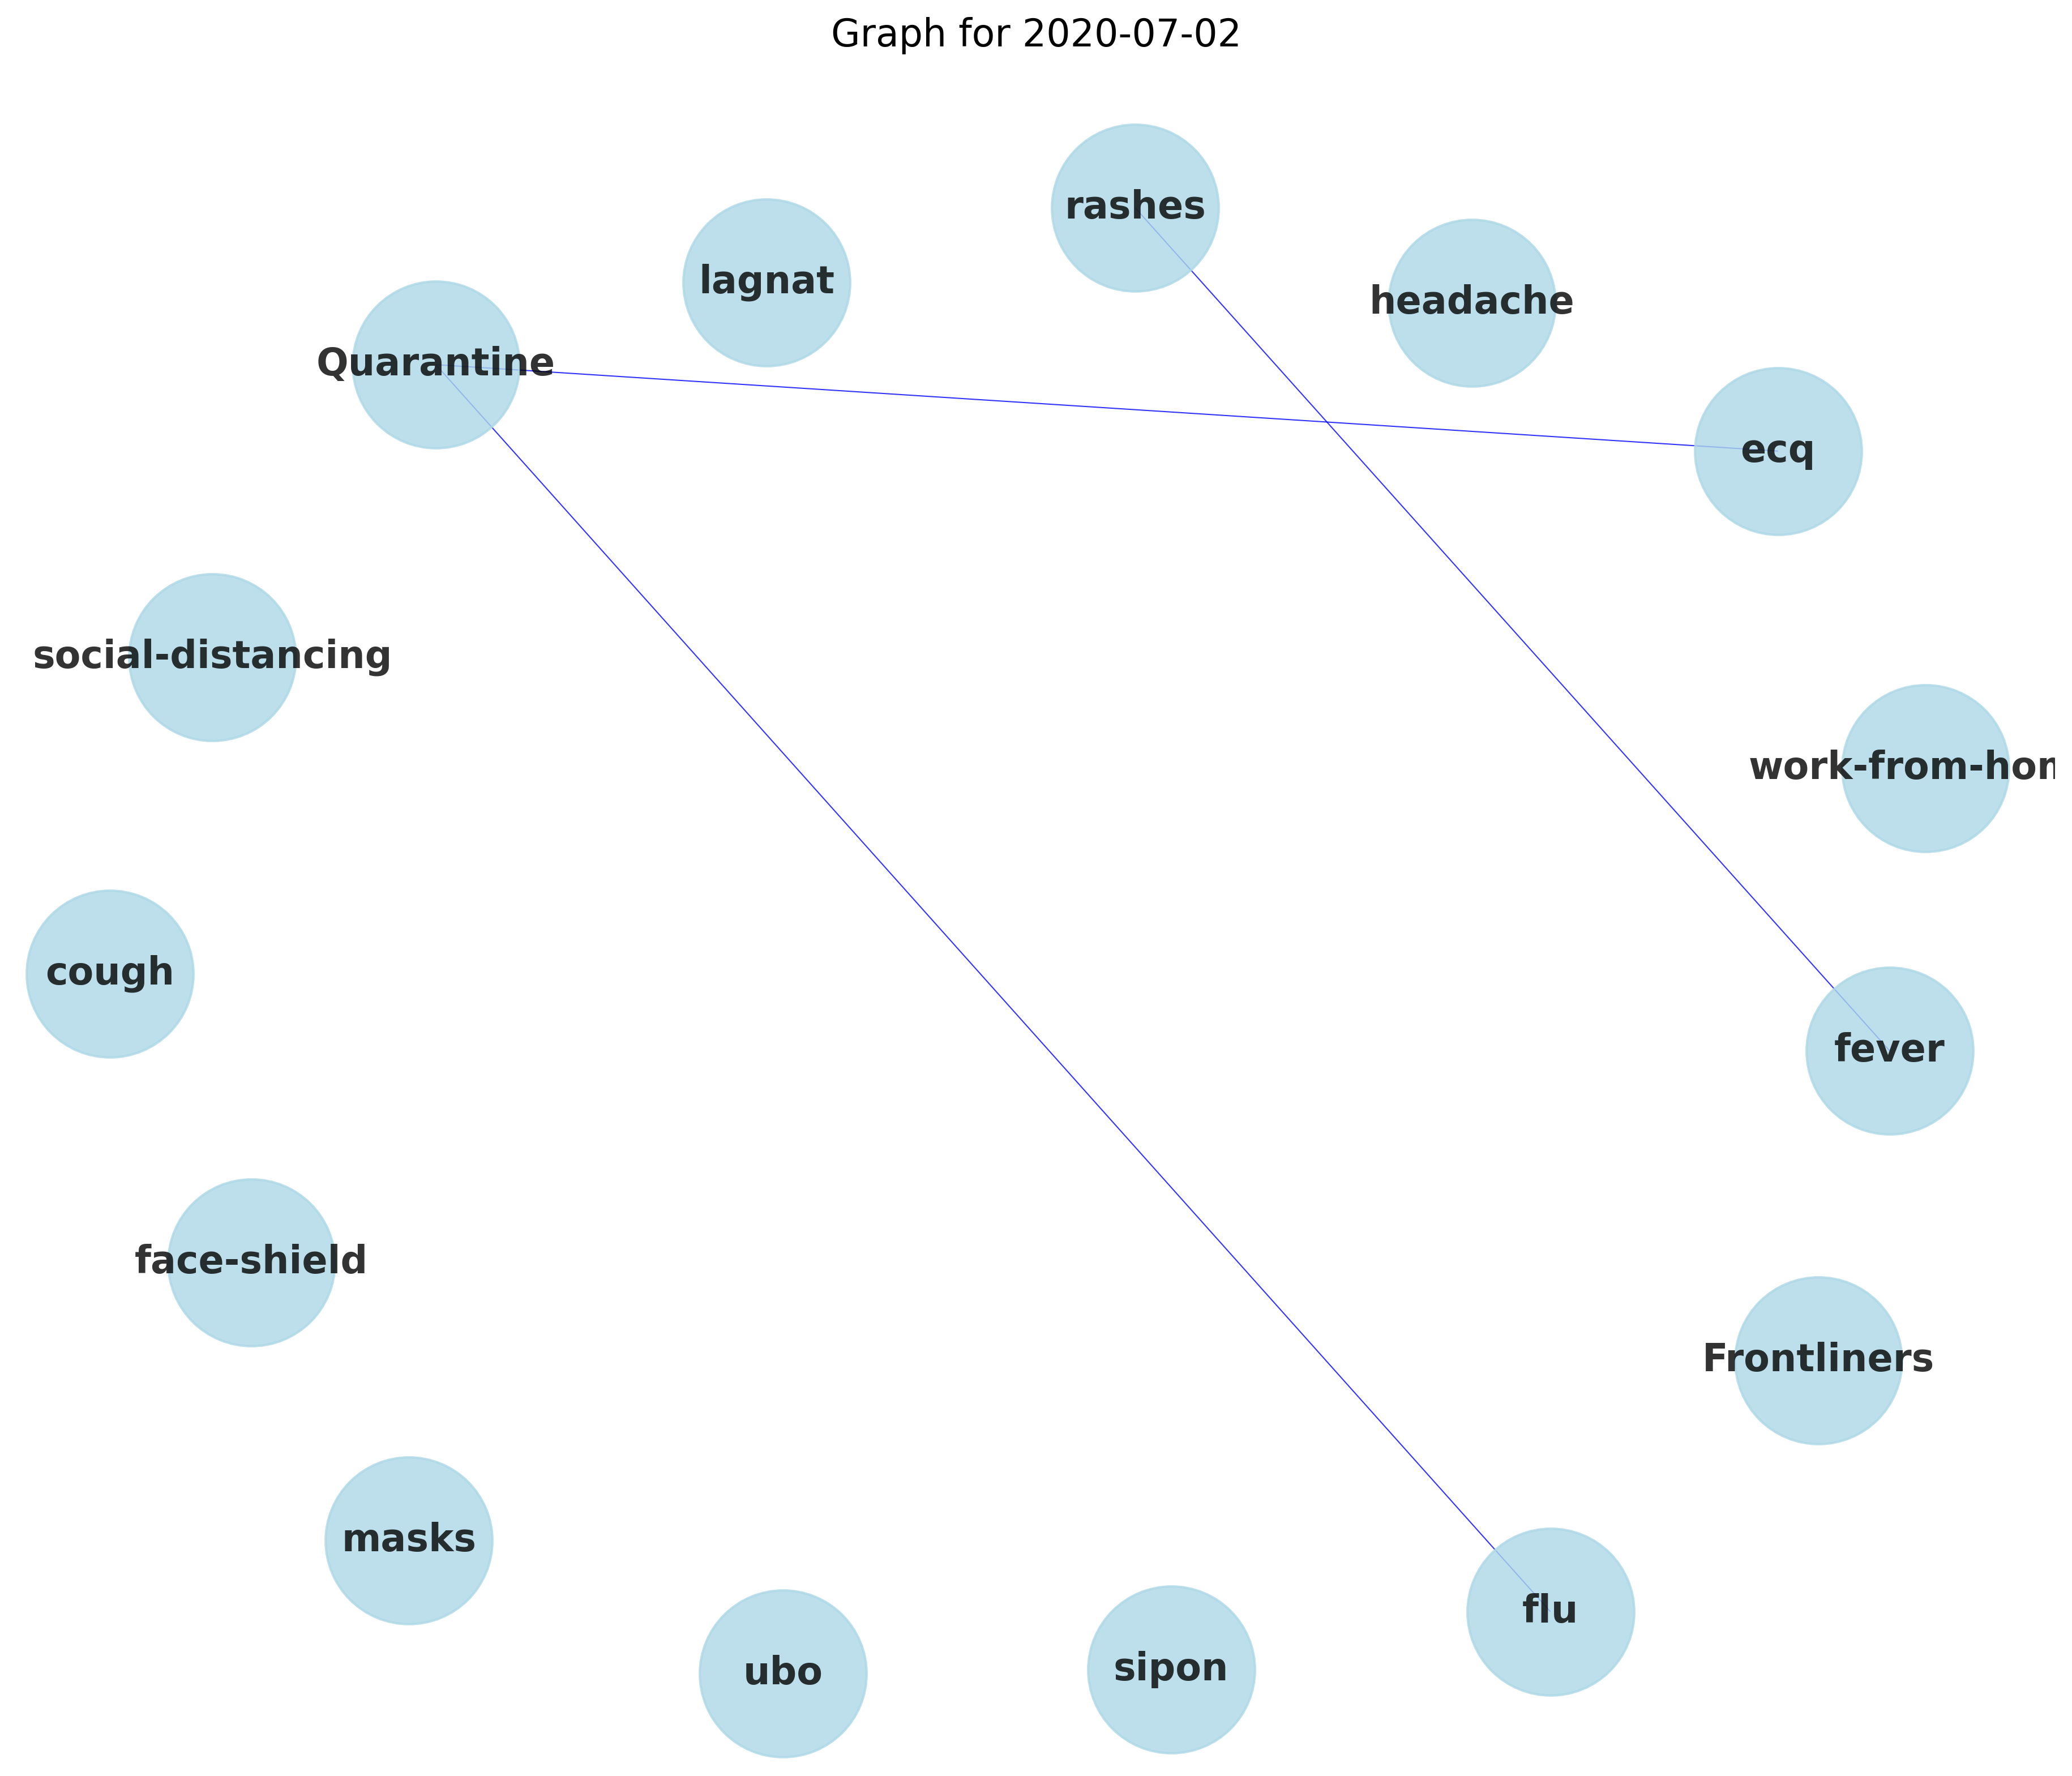 Graph for 2020-07-02
rashes
lagnat
headache
Quarantine
ecq
social-distancing
work-from-hom
cough
fever
face-shield
Frontliners
masks
flu
ubo
sipon